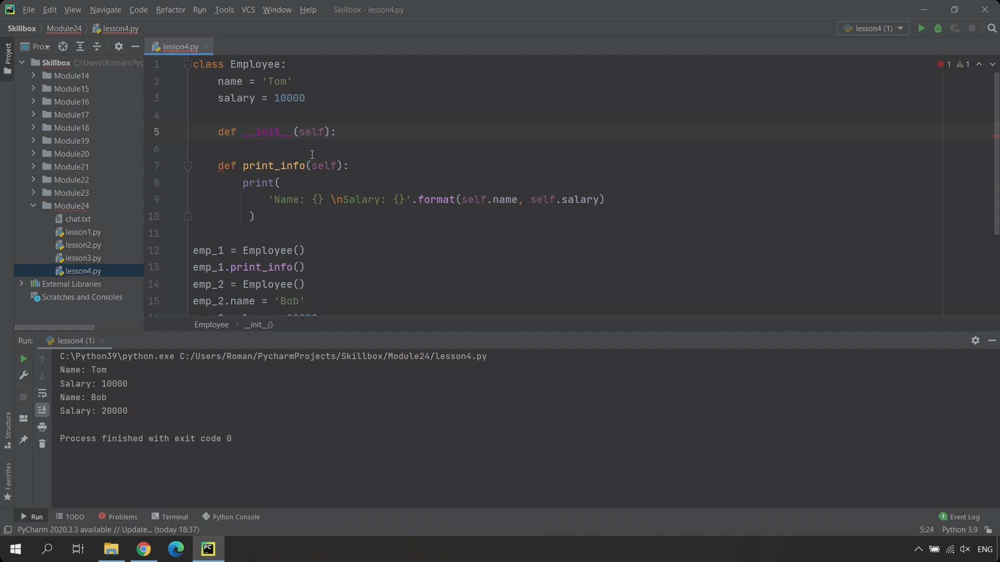 File Edit View Navigate Code Refactor Run Tools VCS Window Help Skillbox - lesson4.py
Skillbox Module24 lesson4.py lesson4 (1)
Project
Pro...
lesson4.py
Skillbox C:\Users\Roman\Pyc
Module14
Module15
Module16
Module17
Module18
Module19
Module20
Module21
Module22
Module23
Module24
chat.txt
lesson1.py
lesson2.py
lesson3.py
lesson4.py
External Libraries
Scratches and Consoles
1 class Employee:
2 name = 'Tom'
3 salary = 10000
4
5 def __init__(self):
6
7 def print_info(self):
8 print(
9 'Name: {} \nSalary: {}'.format(self.name, self.salary)
10 )
11
12 emp_1 = Employee()
13 emp_1.print_info()
14 emp_2 = Employee()
15 emp_2.name = 'Bob'
1 1
Employee __init__()
Run: lesson4 (1)
C:\Python39\python.exe C:/Users/Roman/PycharmProjects/Skillbox/Module24/lesson4.py
Name: Tom
Salary: 10000
Name: Bob
Salary: 20000
Process finished with exit code 0
Structure
Favorites
Run TODO Problems Terminal Python Console 1 Event Log
PyCharm 2020.3.3 available // Update... (today 18:37) 5:24 Python 3.9
PC ENG